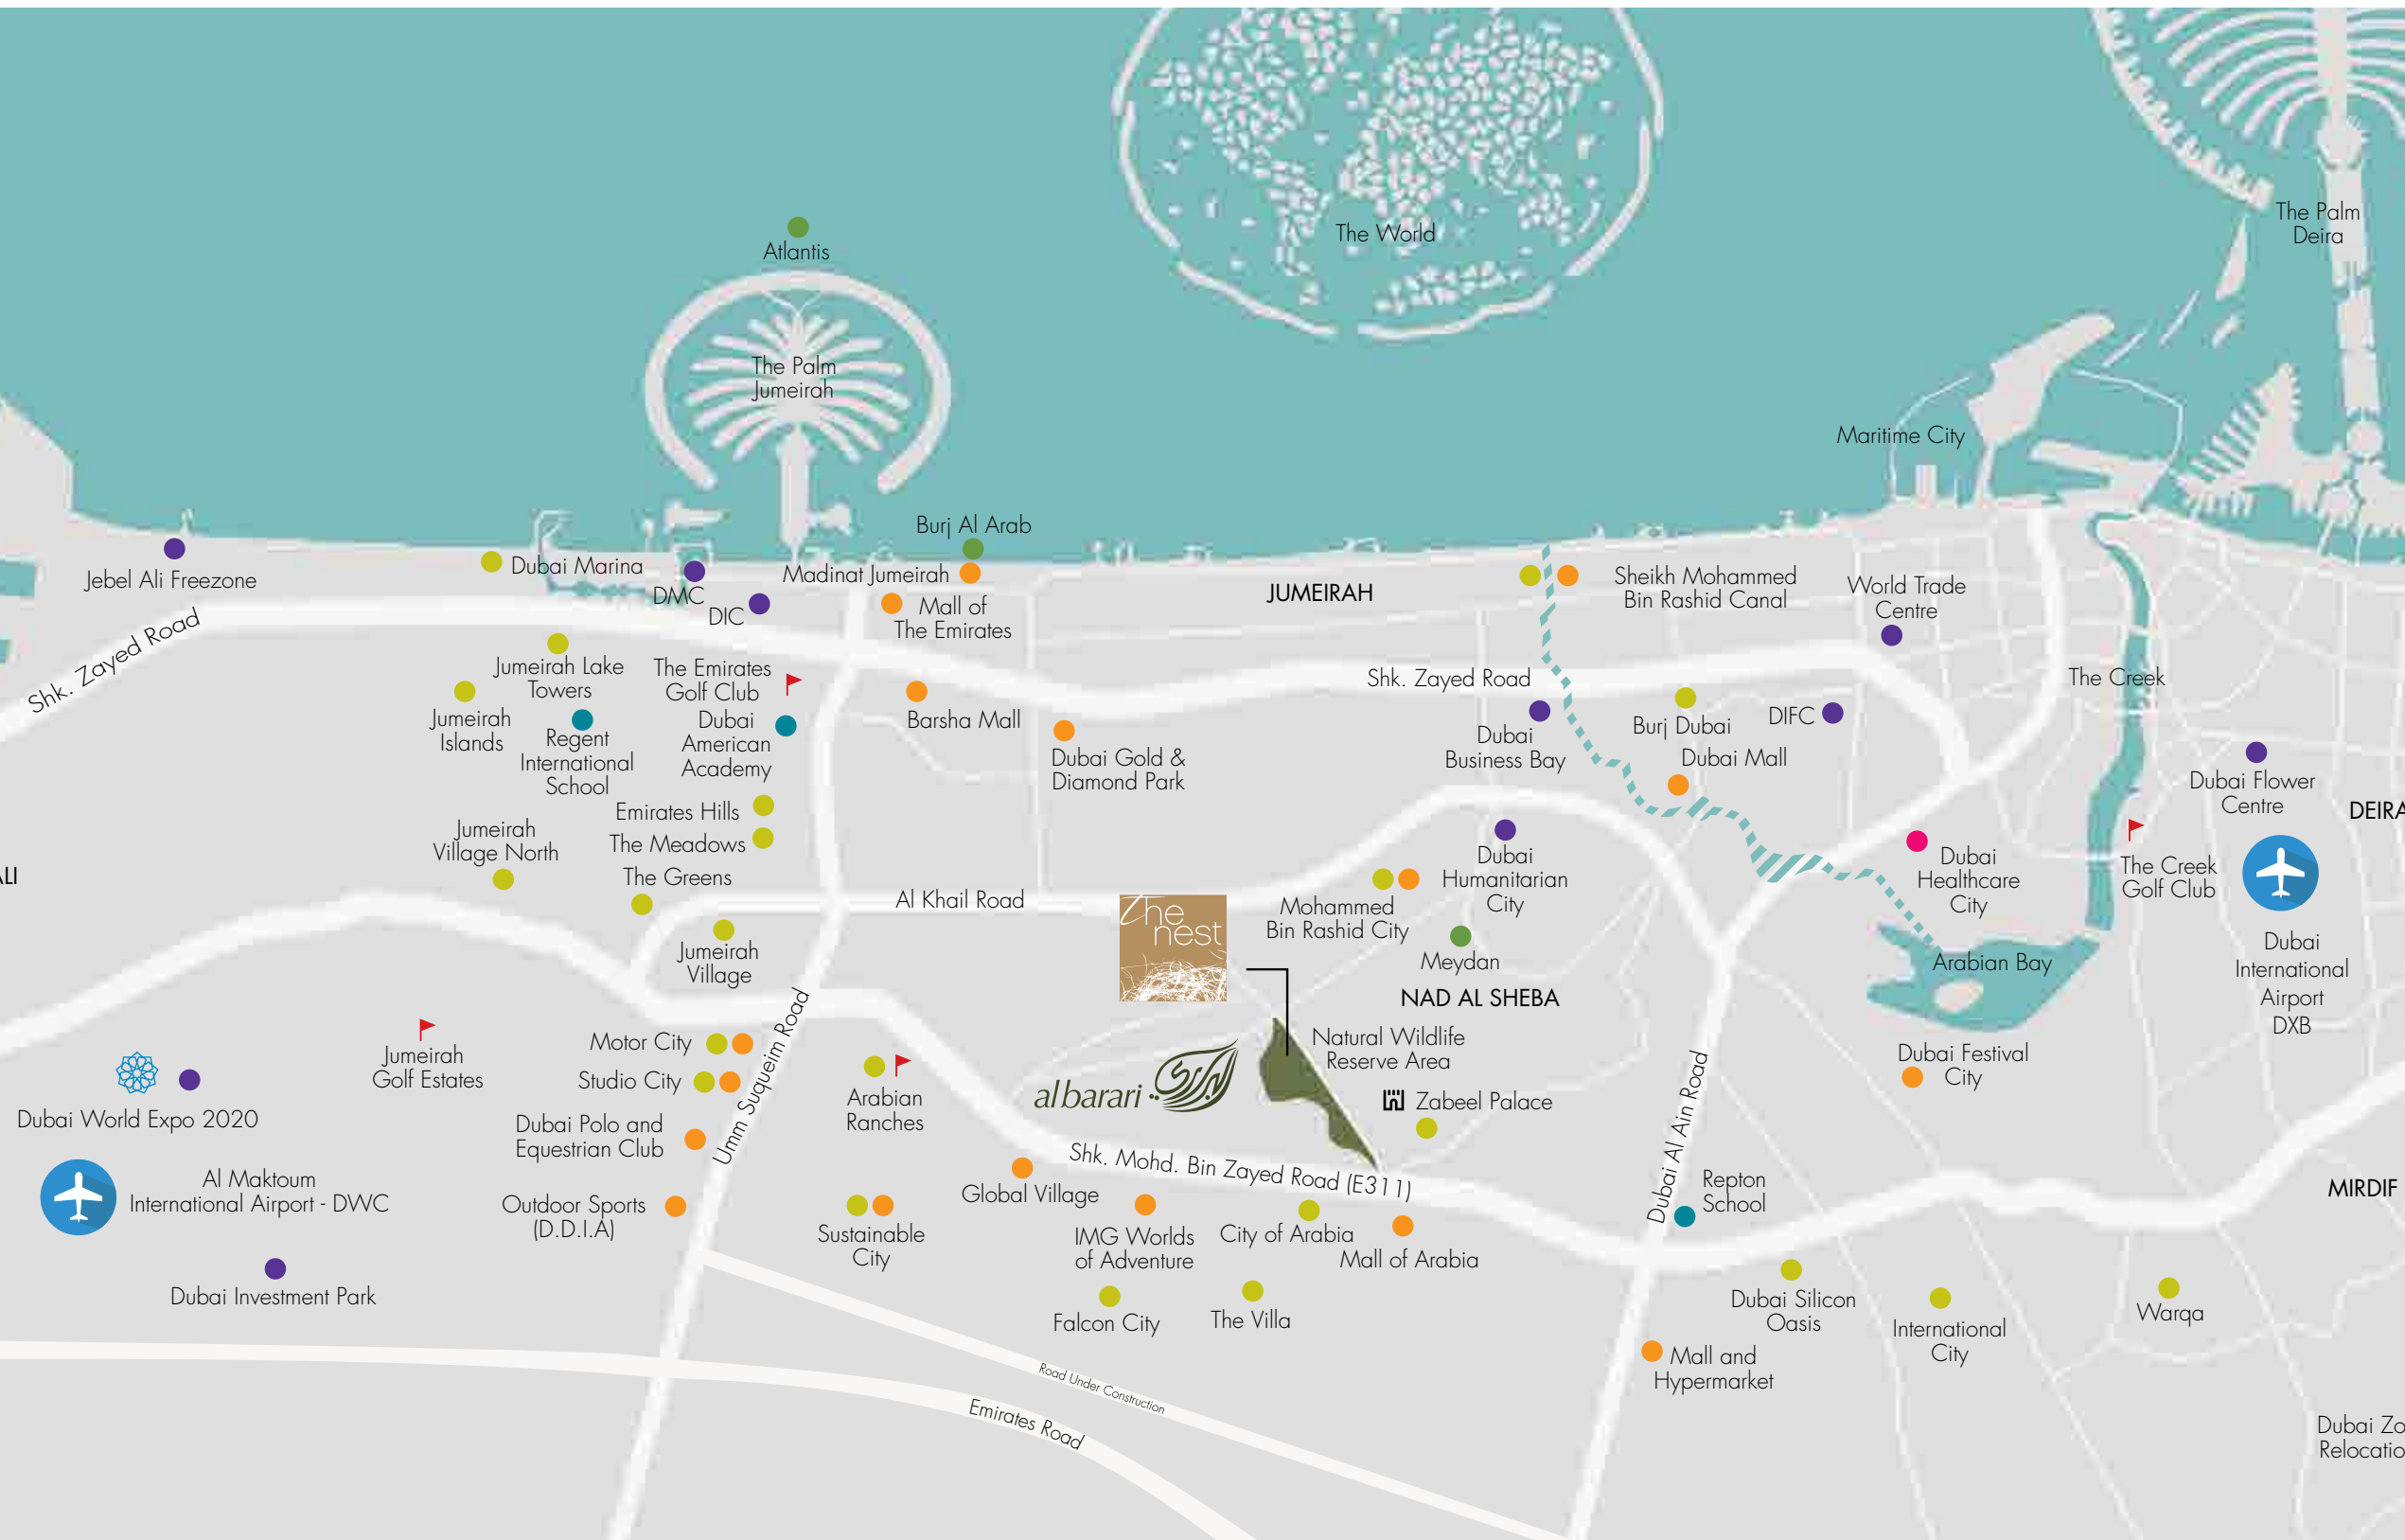 The World
The Palm
Deira
Atlantis
The Palm
Jumeirah
Maritime City
Burj Al Arab
Jebel Ali Freezone
Dubai Marina
DMC
DIC
Madinat Jumeirah
Mall of
The Emirates
JUMEIRAH
Sheikh Mohammed
Bin Rashid Canal
World Trade
Centre
Shk. Zayed Road
Jumeirah Lake
Towers
The Emirates
Golf Club
Shk. Zayed Road
The Creek
Jumeirah
Islands
Regent
International
School
Dubai
American
Academy
Barsha Mall
Dubai Gold &
Diamond Park
Dubai
Business Bay
Burj Dubai
DIFC
Dubai Mall
Dubai Flower
Centre
DEIRA
Emirates Hills
The Meadows
Jumeirah
Village North
The Greens
Dubai
Humanitarian
City
Dubai
Healthcare
City
The Creek
Golf Club
ALI
Al Khail Road
the
nest
Mohammed
Bin Rashid City
Jumeirah
Village
Meydan
Arabian Bay
Dubai
International
Airport
DXB
NAD AL SHEBA
Umm Suqueim Road
Motor City
Studio City
Jumeirah
Golf Estates
Natural Wildlife
Reserve Area
Dubai Festival
City
Dubai World Expo 2020
Dubai Polo and
Equestrian Club
Arabian
Ranches
al barari
البراري
Zabeel Palace
Dubai Al Ain Road
Shk. Mohd. Bin Zayed Road (E311)
Al Maktoum
International Airport - DWC
Outdoor Sports
(D.D.I.A)
Global Village
Repton
School
MIRDIF
Sustainable
City
IMG Worlds
of Adventure
City of Arabia
Mall of Arabia
Dubai Investment Park
Falcon City
The Villa
Dubai Silicon
Oasis
International
City
Warqa
Mall and
Hypermarket
Road Under Construction
Emirates Road
Dubai Zo
Relocatio